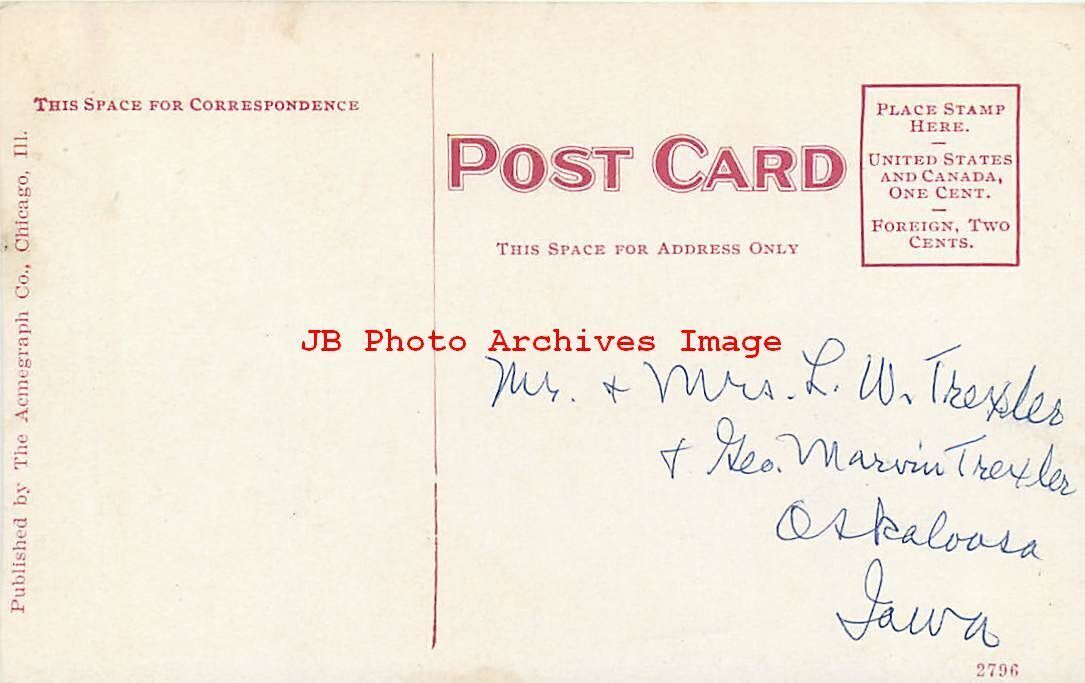 THIS SPACE FOR CORRESPONDENCE
Published by The Acmegraph Co., Chicago, Ill.
POST CARD
THIS SPACE FOR ADDRESS ONLY
PLACE STAMP
HERE.
UNITED STATES
AND CANADA,
ONE CENT.
FOREIGN, TWO
CENTS.
JB Photo Archives Image
Mr. + Mrs. L. W. Trexler
+ Geo. Marvin Trexler
Oskaloosa
Iowa
2796